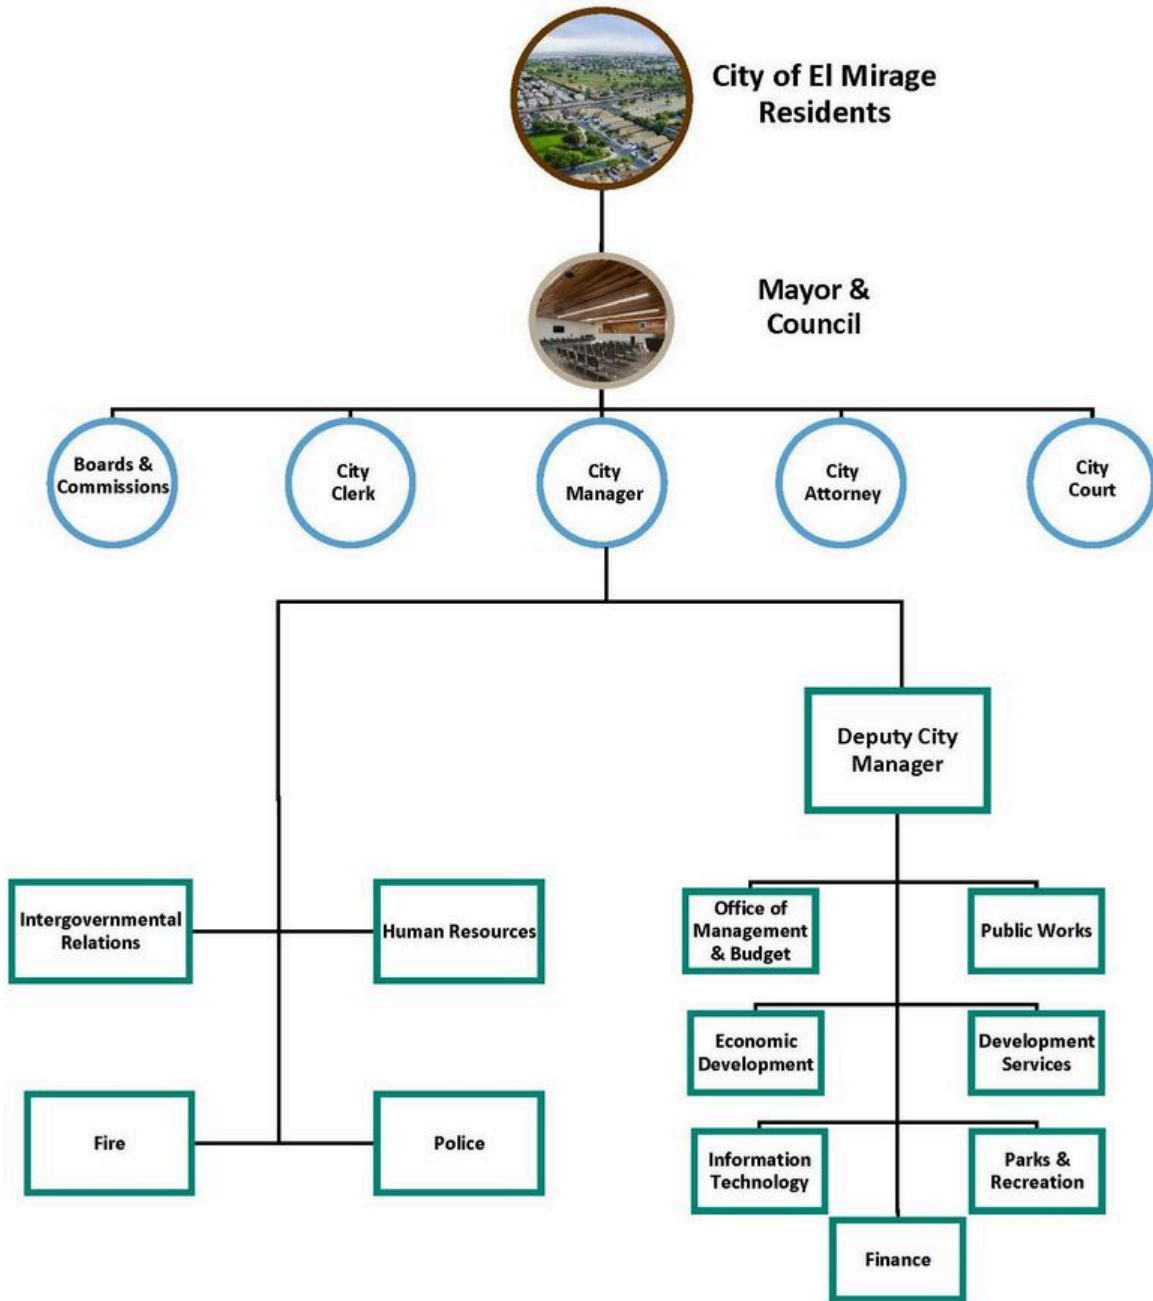 City of El Mirage
Residents
Mayor &
Council
Boards &
Commissions
City
Clerk
City
Manager
City
Attorney
City
Court
Deputy City
Manager
Intergovernmental
Relations
Human Resources
Fire
Police
Office of
Management
& Budget
Public Works
Economic
Development
Development
Services
Information
Technology
Parks &
Recreation
Finance